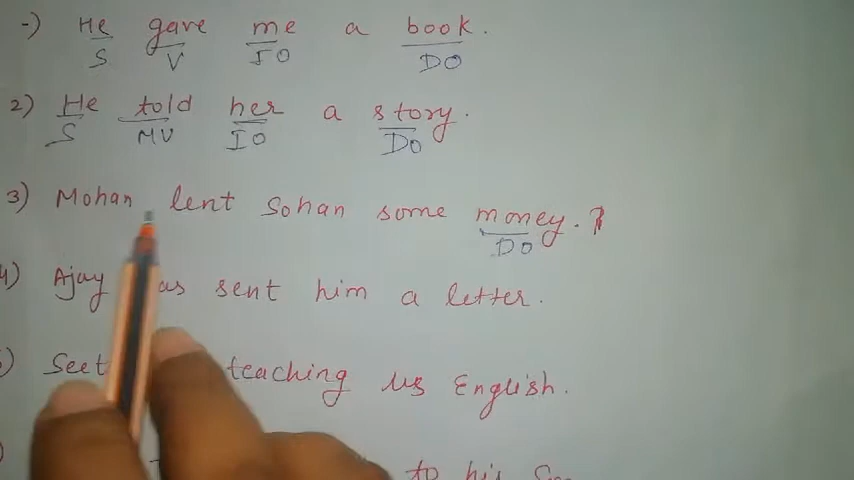 -) He gave me a book.
S V IO DO
2) He told her a story.
S MV IO DO
3) Mohan lent Sohan some money.
DO
4) Ajay sent him a letter.
teaching us English.
to his